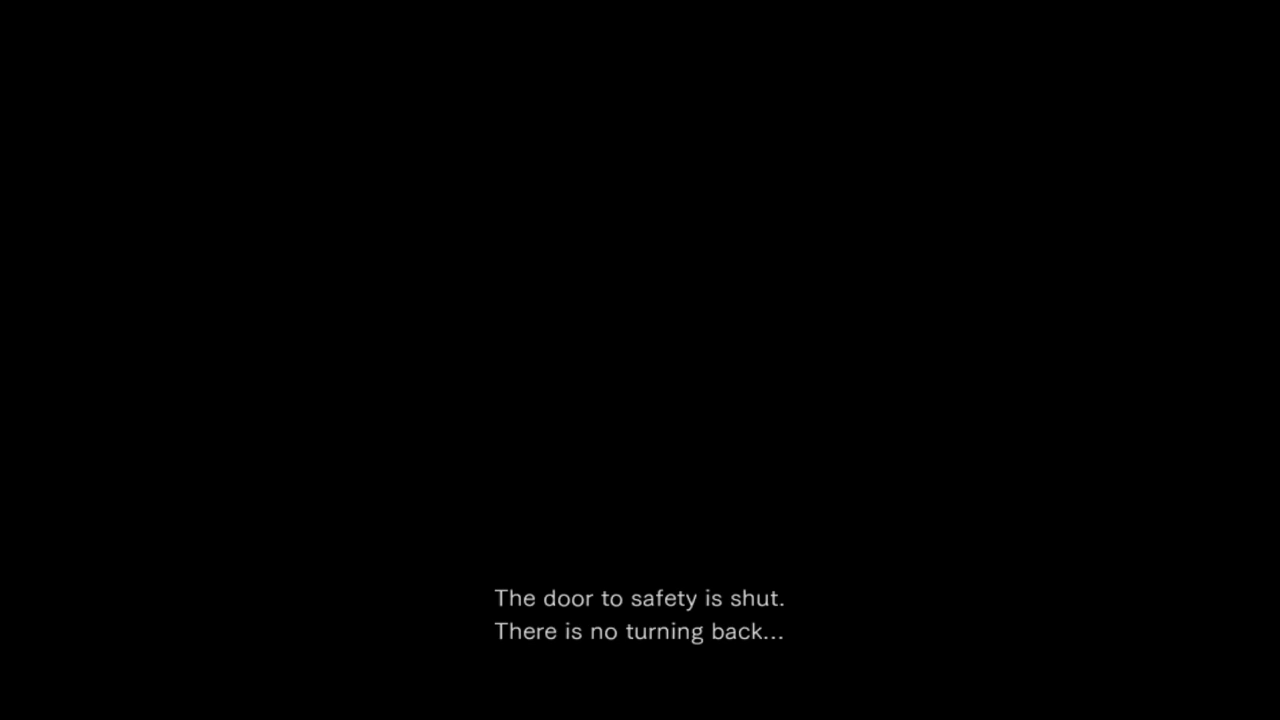 The door to safety is shut.
There is no turning back...